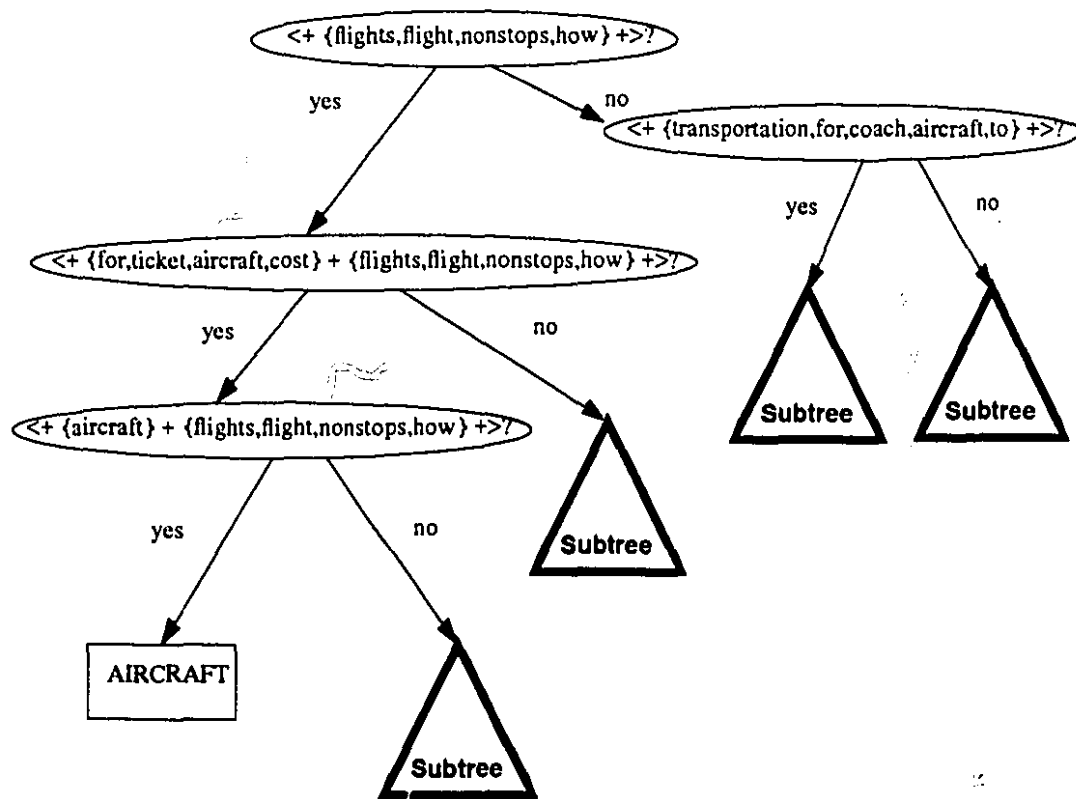 <+ {flights,flight,nonstops,how} +>?
yes
no
<+ {transportation,for,coach,aircraft,to} +>?
yes
no
<+ {for,ticket,aircraft,cost} + {flights,flight,nonstops,how} +>?
yes
no
Subtree
Subtree
<+ {aircraft} + {flights,flight,nonstops,how} +>?
yes
no
Subtree
AIRCRAFT
Subtree